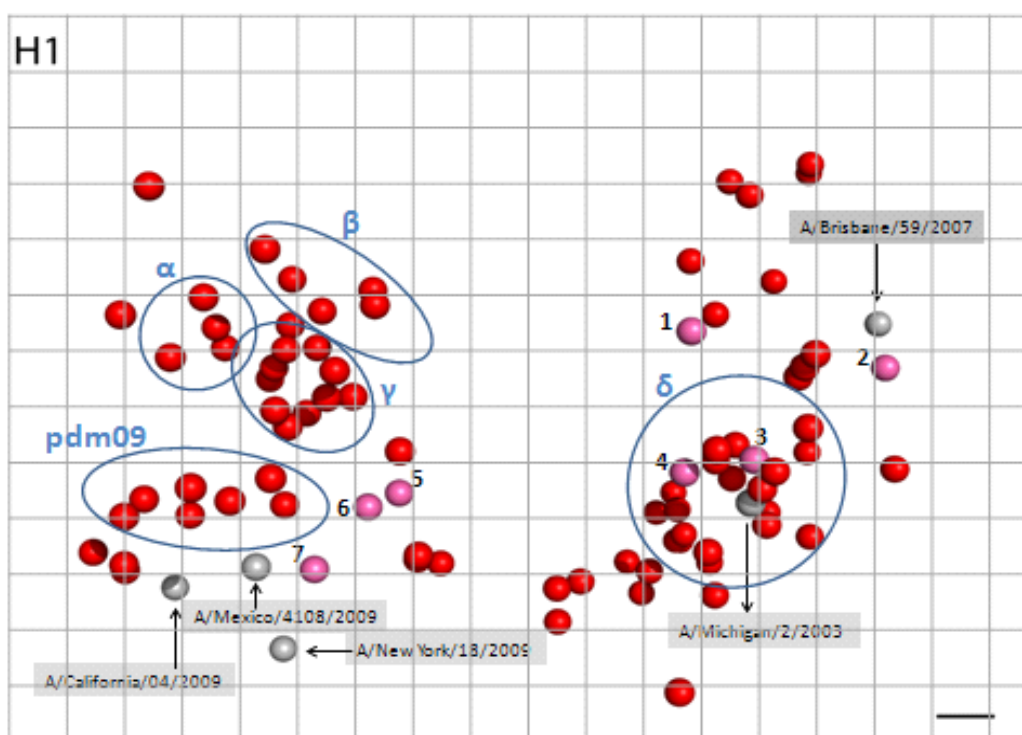 H1
β
A/Brisbane/59/2007
α
1
2
δ
γ
pdm09
3
4
5
6
7
A/Mexico/4108/2009
A/Michigan/2/2003
A/New York/18/2009
A/California/04/2009